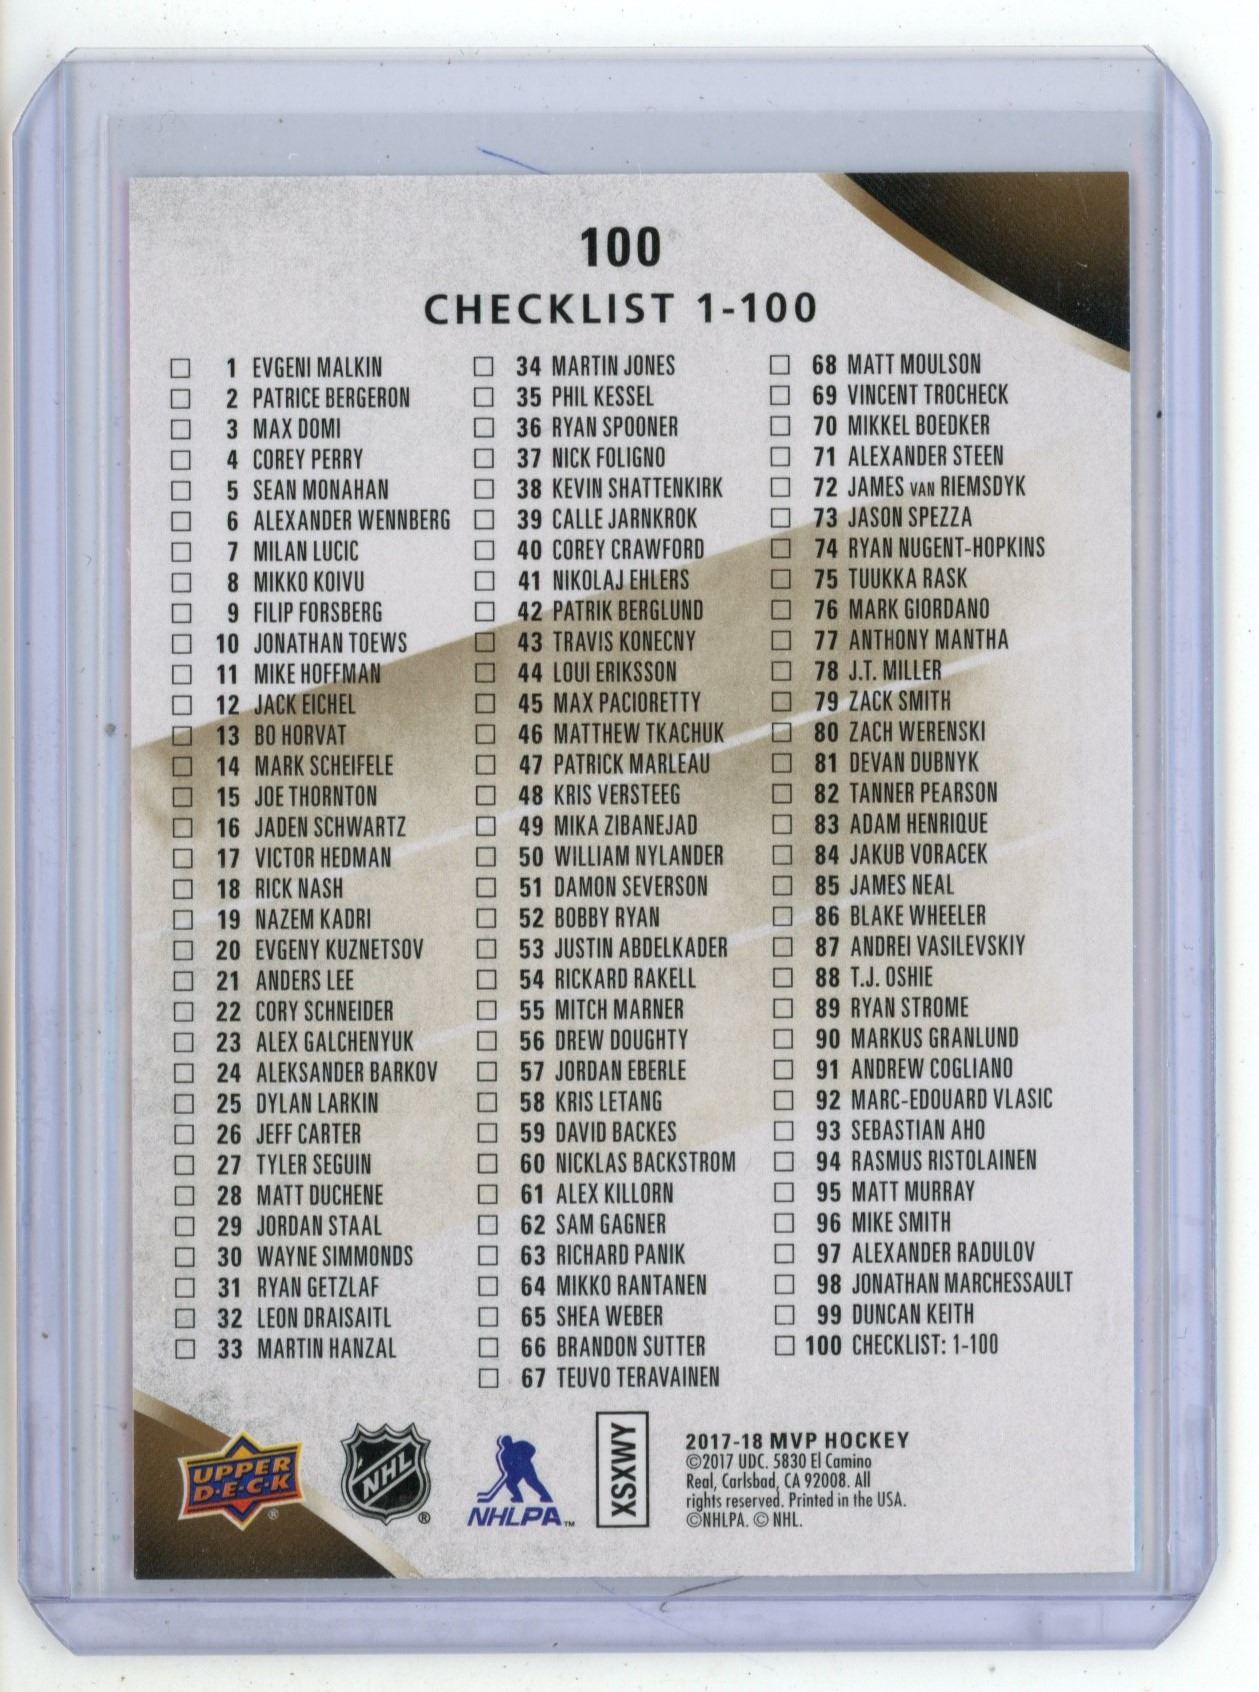 100
CHECKLIST 1-100
1 EVGENI MALKIN
2 PATRICE BERGERON
3 MAX DOMI
4 COREY PERRY
5 SEAN MONAHAN
6 ALEXANDER WENNBERG
7 MILAN LUCIC
8 MIKKO KOIVU
9 FILIP FORSBERG
10 JONATHAN TOEWS
11 MIKE HOFFMAN
12 JACK EICHEL
13 BO HORVAT
14 MARK SCHEIFELE
15 JOE THORNTON
16 JADEN SCHWARTZ
17 VICTOR HEDMAN
18 RICK NASH
19 NAZEM KADRI
20 EVGENY KUZNETSOV
21 ANDERS LEE
22 CORY SCHNEIDER
23 ALEX GALCHENYUK
24 ALEKSANDER BARKOV
25 DYLAN LARKIN
26 JEFF CARTER
27 TYLER SEGUIN
28 MATT DUCHENE
29 JORDAN STAAL
30 WAYNE SIMMONDS
31 RYAN GETZLAF
32 LEON DRAISAITL
33 MARTIN HANZAL
34 MARTIN JONES
35 PHIL KESSEL
36 RYAN SPOONER
37 NICK FOLIGNO
38 KEVIN SHATTENKIRK
39 CALLE JARNKROK
40 COREY CRAWFORD
41 NIKOLAJ EHLERS
42 PATRIK BERGLUND
43 TRAVIS KONECNY
44 LOUI ERIKSSON
45 MAX PACIORETTY
46 MATTHEW TKACHUK
47 PATRICK MARLEAU
48 KRIS VERSTEEG
49 MIKA ZIBANEJAD
50 WILLIAM NYLANDER
51 DAMON SEVERSON
52 BOBBY RYAN
53 JUSTIN ABDELKADER
54 RICKARD RAKELL
55 MITCH MARNER
56 DREW DOUGHTY
57 JORDAN EBERLE
58 KRIS LETANG
59 DAVID BACKES
60 NICKLAS BACKSTROM
61 ALEX KILLORN
62 SAM GAGNER
63 RICHARD PANIK
64 MIKKO RANTANEN
65 SHEA WEBER
66 BRANDON SUTTER
67 TEUVO TERAVAINEN
68 MATT MOULSON
69 VINCENT TROCHECK
70 MIKKEL BOEDKER
71 ALEXANDER STEEN
72 JAMES VAN RIEMSDYK
73 JASON SPEZZA
74 RYAN NUGENT-HOPKINS
75 TUUKKA RASK
76 MARK GIORDANO
77 ANTHONY MANTHA
78 J.T. MILLER
79 ZACK SMITH
80 ZACH WERENSKI
81 DEVAN DUBNYK
82 TANNER PEARSON
83 ADAM HENRIQUE
84 JAKUB VORACEK
85 JAMES NEAL
86 BLAKE WHEELER
87 ANDREI VASILEVSKIY
88 T.J. OSHIE
89 RYAN STROME
90 MARKUS GRANLUND
91 ANDREW COGLIANO
92 MARC-EDOUARD VLASIC
93 SEBASTIAN AHO
94 RASMUS RISTOLAINEN
95 MATT MURRAY
96 MIKE SMITH
97 ALEXANDER RADULOV
98 JONATHAN MARCHESSAULT
99 DUNCAN KEITH
100 CHECKLIST: 1-100
UPPER
D·E·C·K ®
NHL ®
NHLPA™
XSXWY
2017-18 MVP HOCKEY
©2017 UDC. 5830 El Camino
Real, Carlsbad, CA 92008. All
rights reserved. Printed in the USA.
©NHLPA. © NHL.